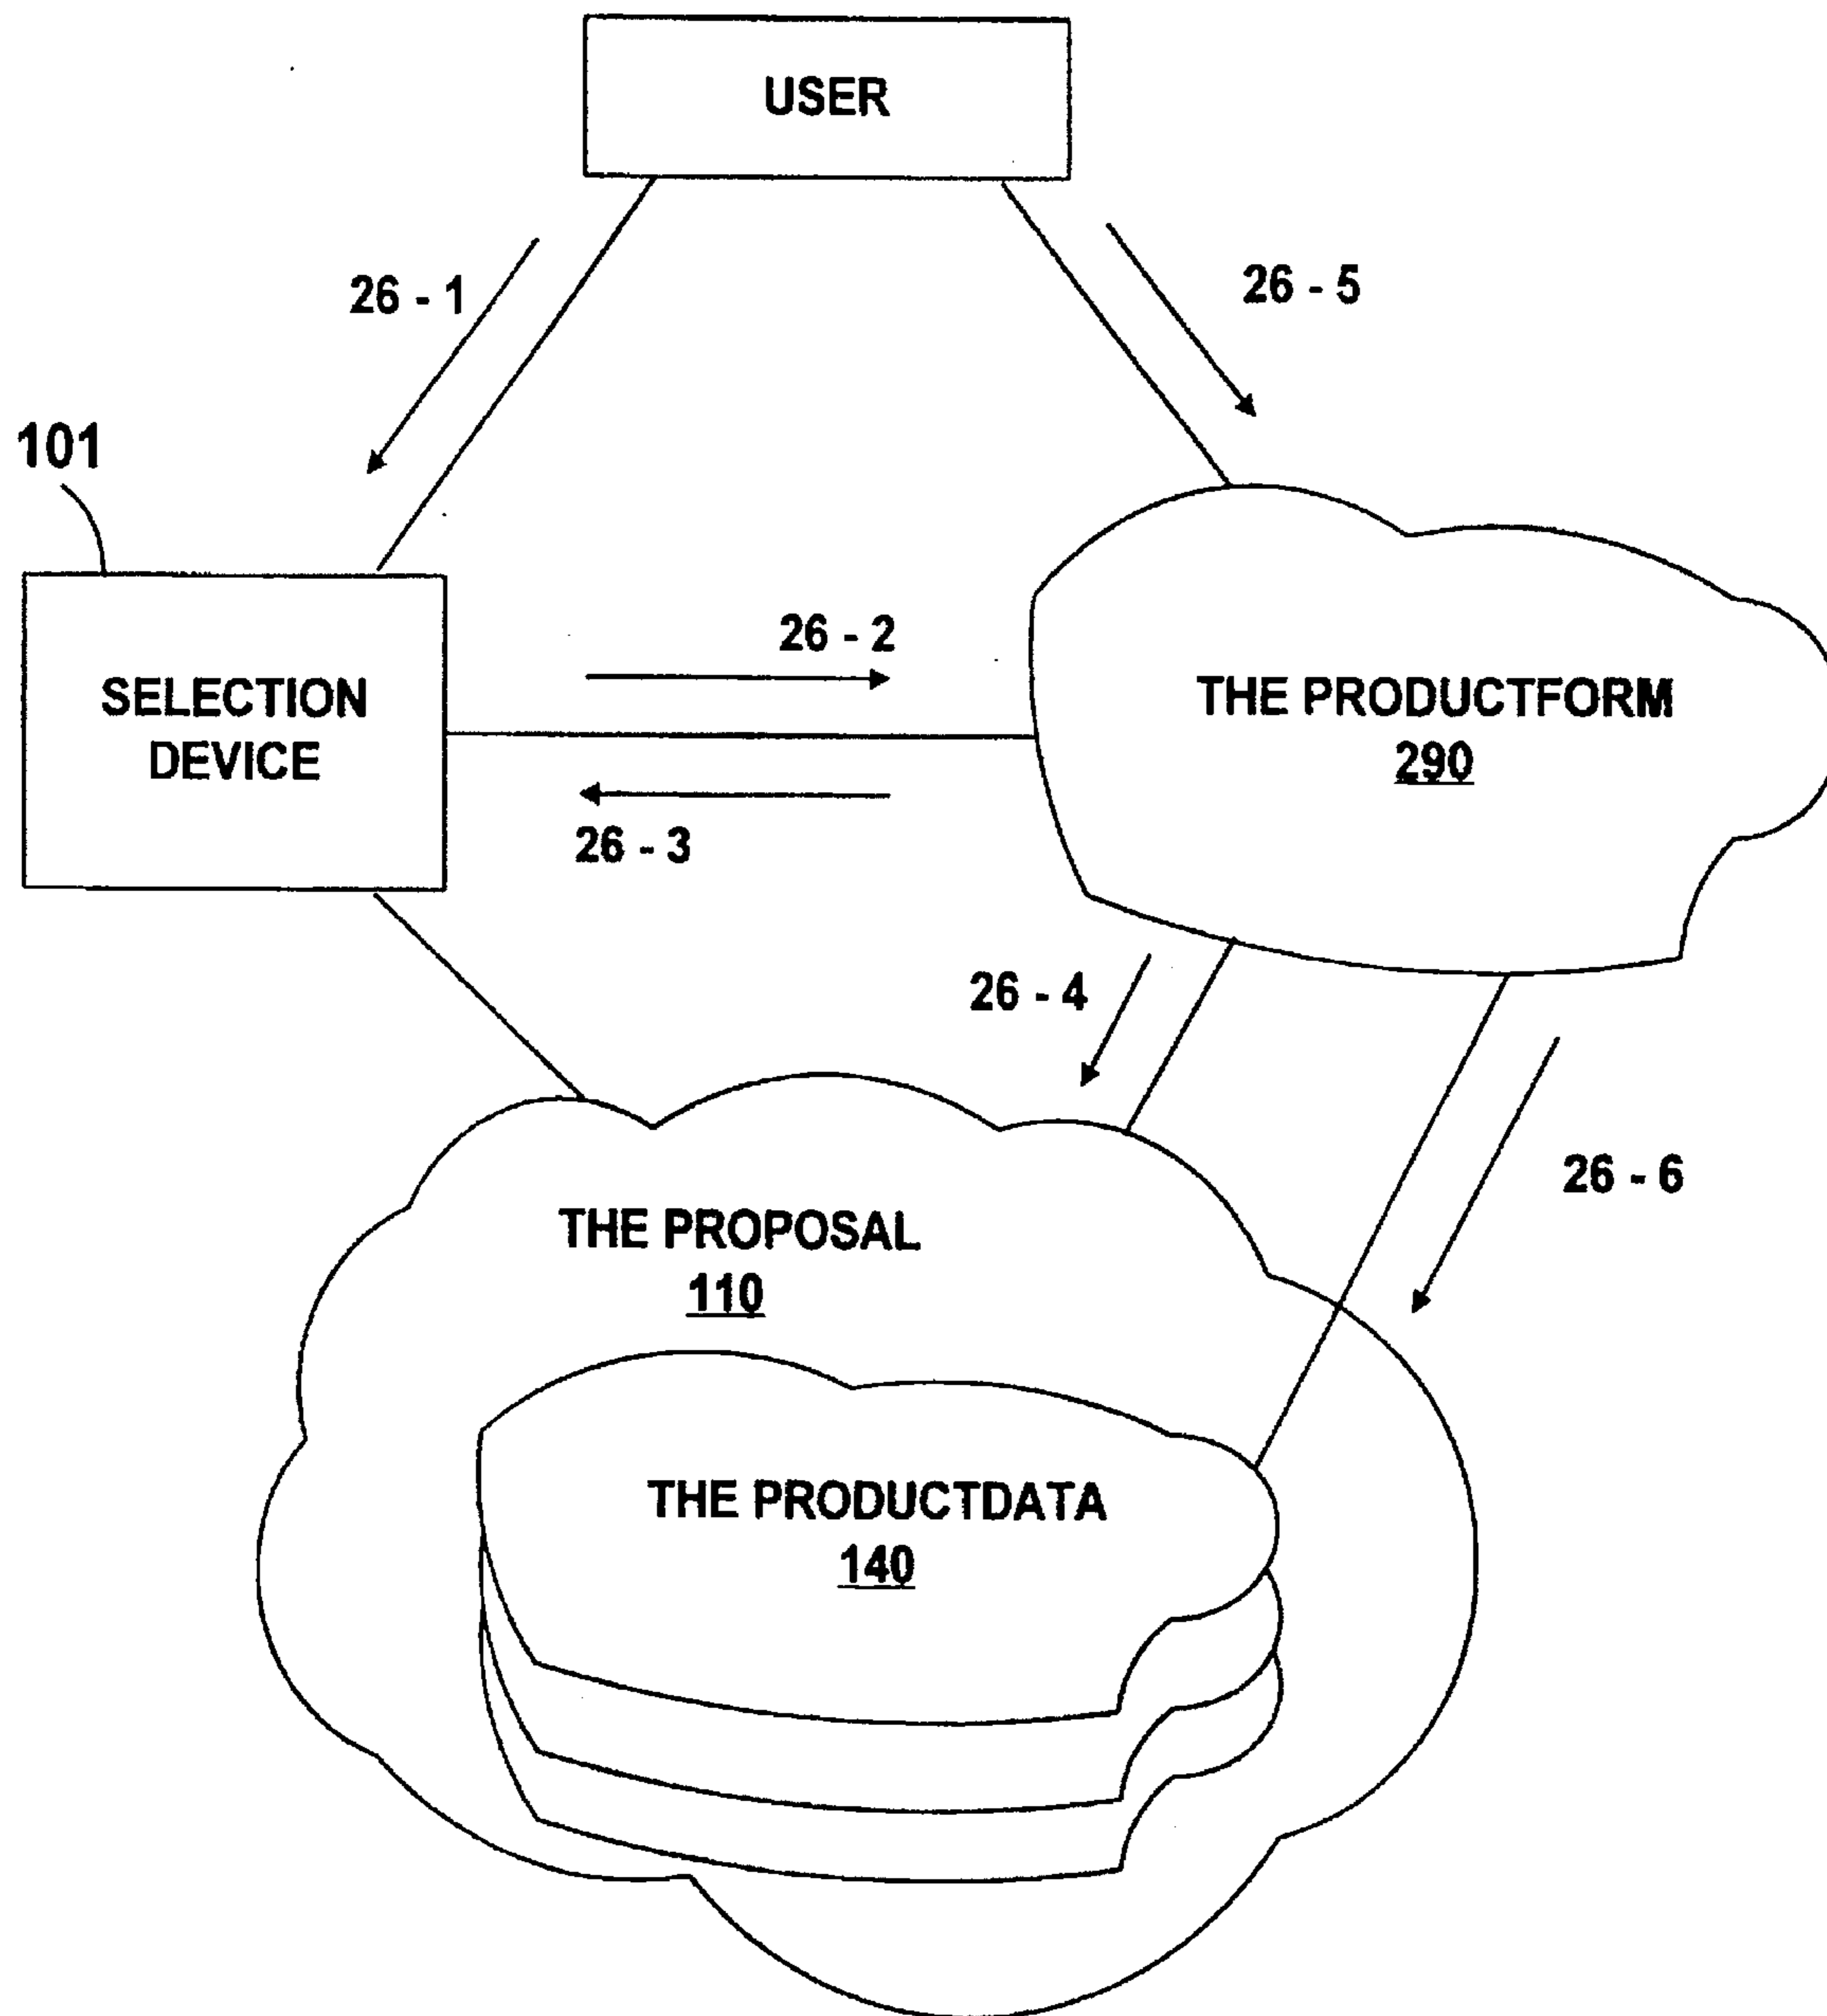 USER
26 - 1
26 - 5
101
SELECTION
DEVICE
26 - 2
26 - 3
THE PRODUCTFORM
290
26 - 4
26 - 6
THE PROPOSAL
110
THE PRODUCTDATA
140